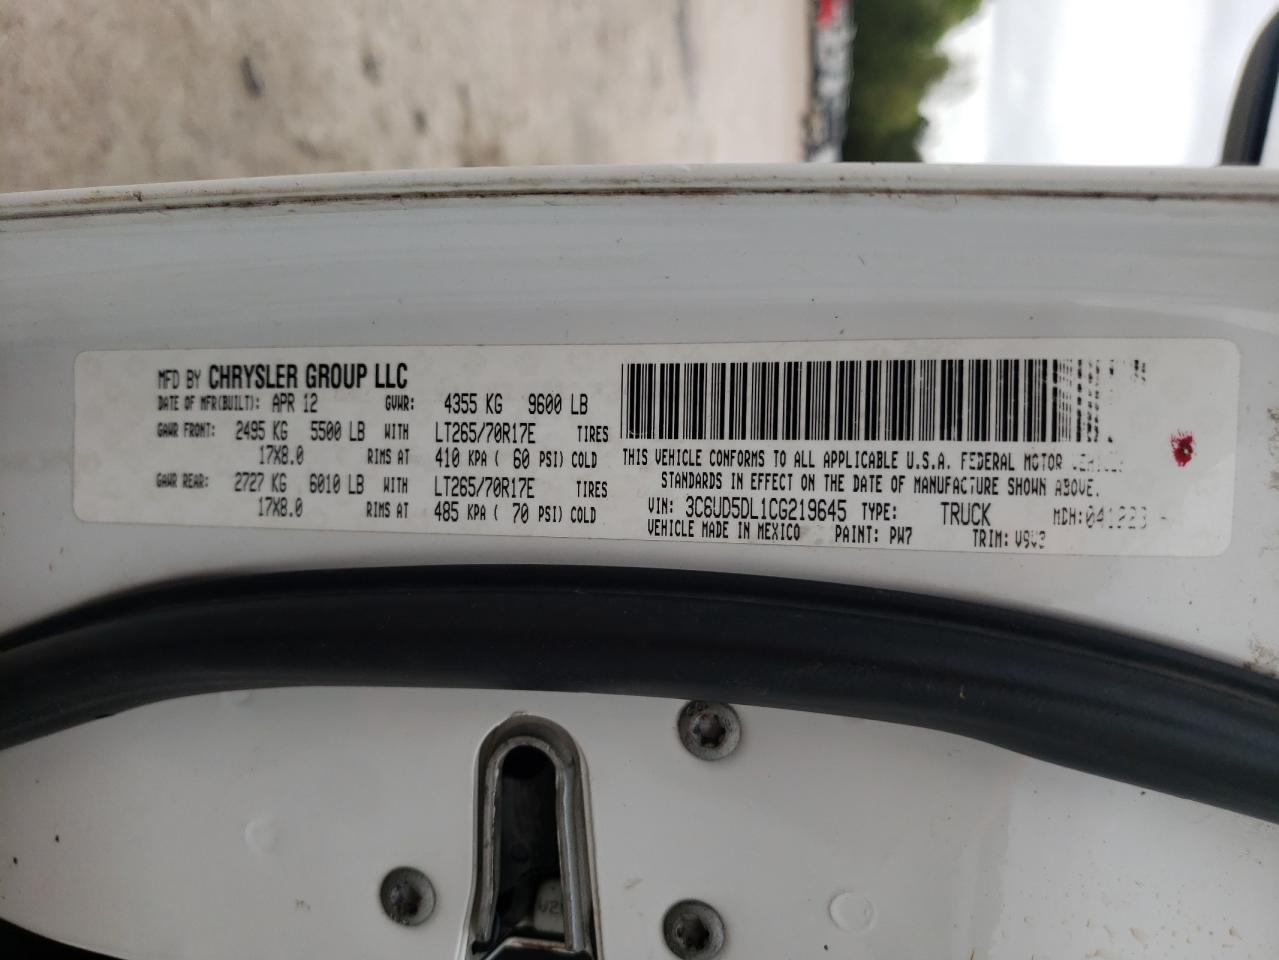 MFD BY CHRYSLER GROUP LLC
DATE OF MFR(BUILT): APR 12 GVWR: 4355 KG 9600 LB
GAWR FRONT: 2495 KG 5500 LB WITH LT265/70R17E TIRES
17X8.0 RIMS AT 410 KPA ( 60 PSI) COLD
GAWR REAR: 2727 KG 6010 LB WITH LT265/70R17E TIRES
17X8.0 RIMS AT 485 KPA ( 70 PSI) COLD
THIS VEHICLE CONFORMS TO ALL APPLICABLE U.S.A. FEDERAL MOTOR VEHICLE
STANDARDS IN EFFECT ON THE DATE OF MANUFACTURE SHOWN ABOVE.
VIN: 3C6UD5DL1CG219645 TYPE: TRUCK MDH:041223
VEHICLE MADE IN MEXICO PAINT: PW7 TRIM: